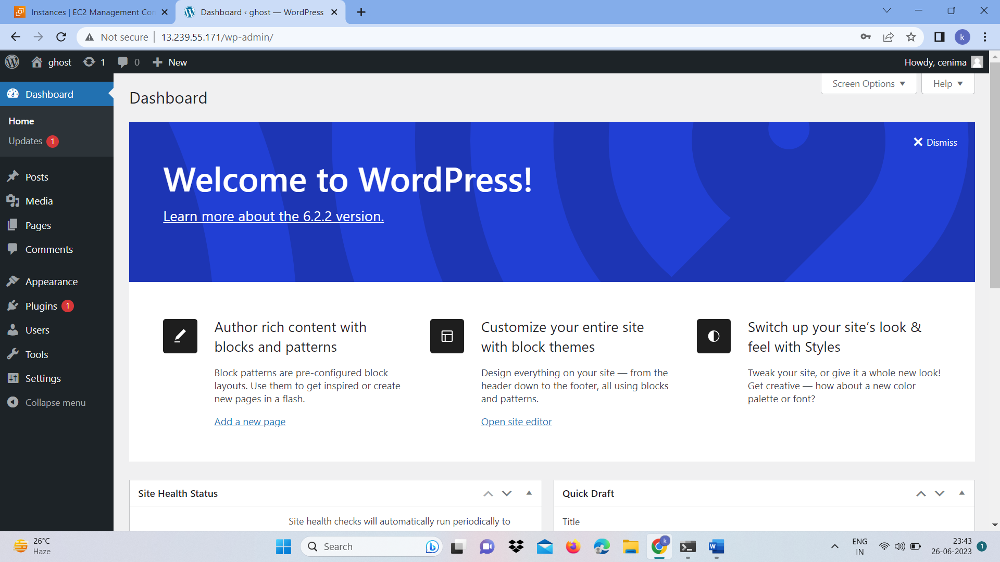 Instances | EC2 Management Con
Dashboard ‹ ghost — WordPress
Not secure
13.239.55.171/wp-admin/
k
ghost
1
0
New
Howdy, cenima
Dashboard
Home
Updates 1
Posts
Media
Pages
Comments
Appearance
Plugins 1
Users
Tools
Settings
Collapse menu
Screen Options
Help
Dashboard
Dismiss
Welcome to WordPress!
Learn more about the 6.2.2 version.
Author rich content with
blocks and patterns
Block patterns are pre-configured block
layouts. Use them to get inspired or create
new pages in a flash.
Add a new page
Customize your entire site
with block themes
Design everything on your site — from the
header down to the footer, all using blocks
and patterns.
Open site editor
Switch up your site’s look &
feel with Styles
Tweak your site, or give it a whole new look!
Get creative — how about a new color
palette or font?
Site Health Status
Site health checks will automatically run periodically to
Quick Draft
Title
26°C
Haze
Search
k
ENG
IN
23:43
26-06-2023
1